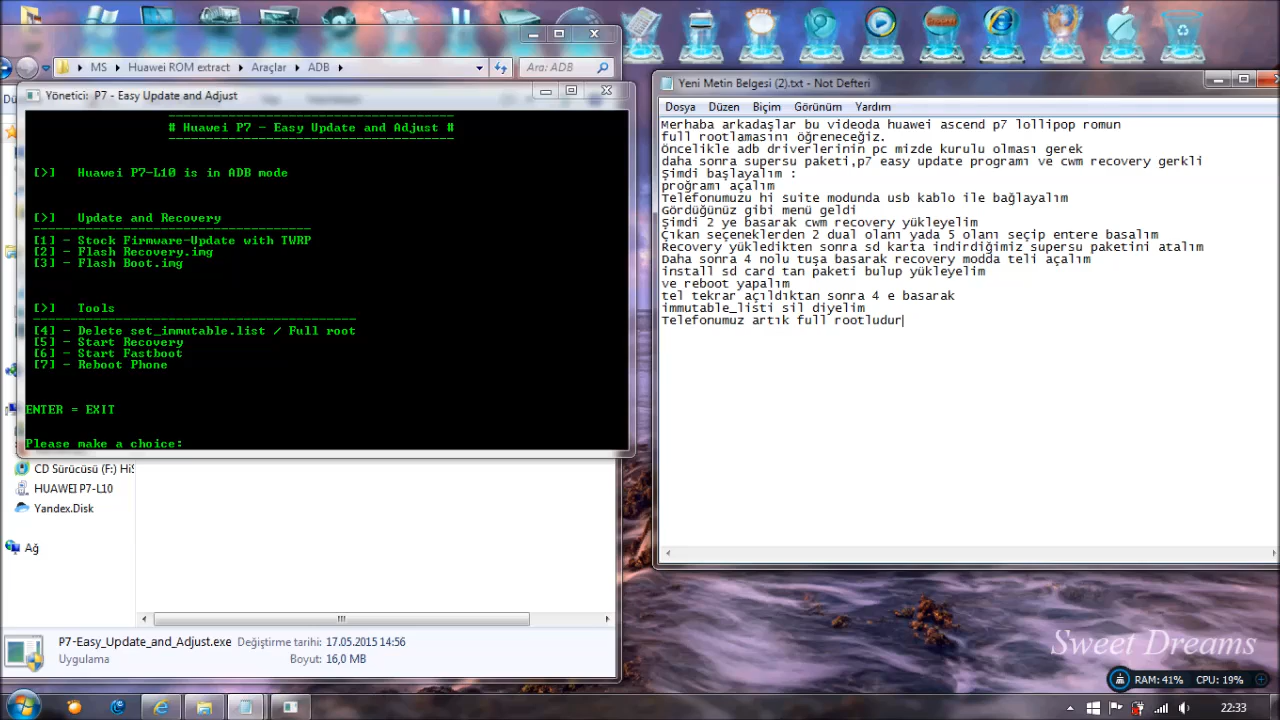 MS ▸ Huawei ROM extract ▸ Araçlar ▸ ADB ▸
Ara: ADB
Yönetici: P7 - Easy Update and Adjust
# Huawei P7 - Easy Update and Adjust #
[>] Huawei P7-L10 is in ADB mode
[>] Update and Recovery
[1] - Stock Firmware-Update with TWRP
[2] - Flash Recovery.img
[3] - Flash Boot.img
[>] Tools
[4] - Delete set_immutable.list / Full root
[5] - Start Recovery
[6] - Start Fastboot
[7] - Reboot Phone
ENTER = EXIT
Please make a choice:
CD Sürücüsü (F:) HiS
HUAWEI P7-L10
Yandex.Disk
Ağ
P7-Easy_Update_and_Adjust.exe Değiştirme tarihi: 17.05.2015 14:56
Uygulama Boyut: 16,0 MB
Yeni Metin Belgesi (2).txt - Not Defteri
Dosya Düzen Biçim Görünüm Yardım
Merhaba arkadaşlar bu videoda huawei ascend p7 lollipop romun
full rootlamasını öğreneceğiz.
Öncelikle adb driverlerinin pc mizde kurulu olması gerek
daha sonra supersu paketi,p7 easy update programı ve cwm recovery gerkli
Şimdi başlayalım :
programı açalım
Telefonumuzu hi suite modunda usb kablo ile bağlayalım
Gördüğünüz gibi menü geldi
Şimdi 2 ye basarak cwm recovery yükleyelim
Çıkan seçeneklerden 2 dual olanı yada 5 olanı seçip entere basalım
Recovery yükledikten sonra sd karta indirdiğimiz supersu paketini atalım
Daha sonra 4 nolu tuşa basarak recovery modda teli açalım
install sd card tan paketi bulup yükleyelim
ve reboot yapalım
tel tekrar açıldıktan sonra 4 e basarak
immutable_listi sil diyelim
Telefonumuz artık full rootludur
Sweet Dreams
RAM: 41% CPU: 19%
22:33